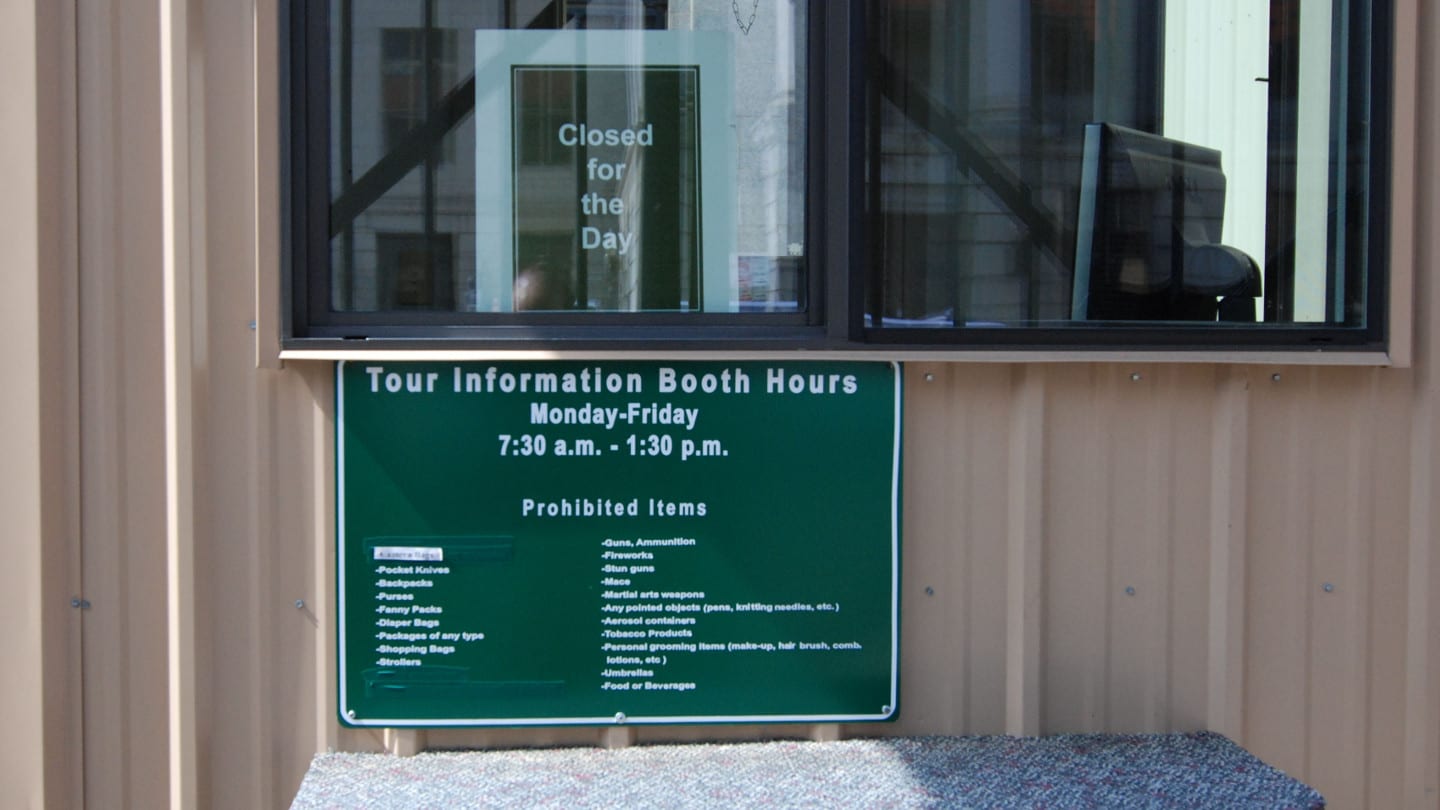 Closed
for
the
Day
Tour Information Booth Hours
Monday-Friday
7:30 a.m. - 1:30 p.m.
Prohibited Items
-Camera Bags
-Pocket Knives
-Backpacks
-Purses
-Fanny Packs
-Diaper Bags
-Packages of any type
-Shopping Bags
-Strollers
-Guns, Ammunition
-Fireworks
-Stun guns
-Mace
-Martial arts weapons
-Any pointed objects (pens, knitting needles, etc.)
-Aerosol containers
-Tobacco Products
-Personal grooming items (make-up, hair brush, comb.
lotions, etc )
-Umbrellas
-Food or Beverages